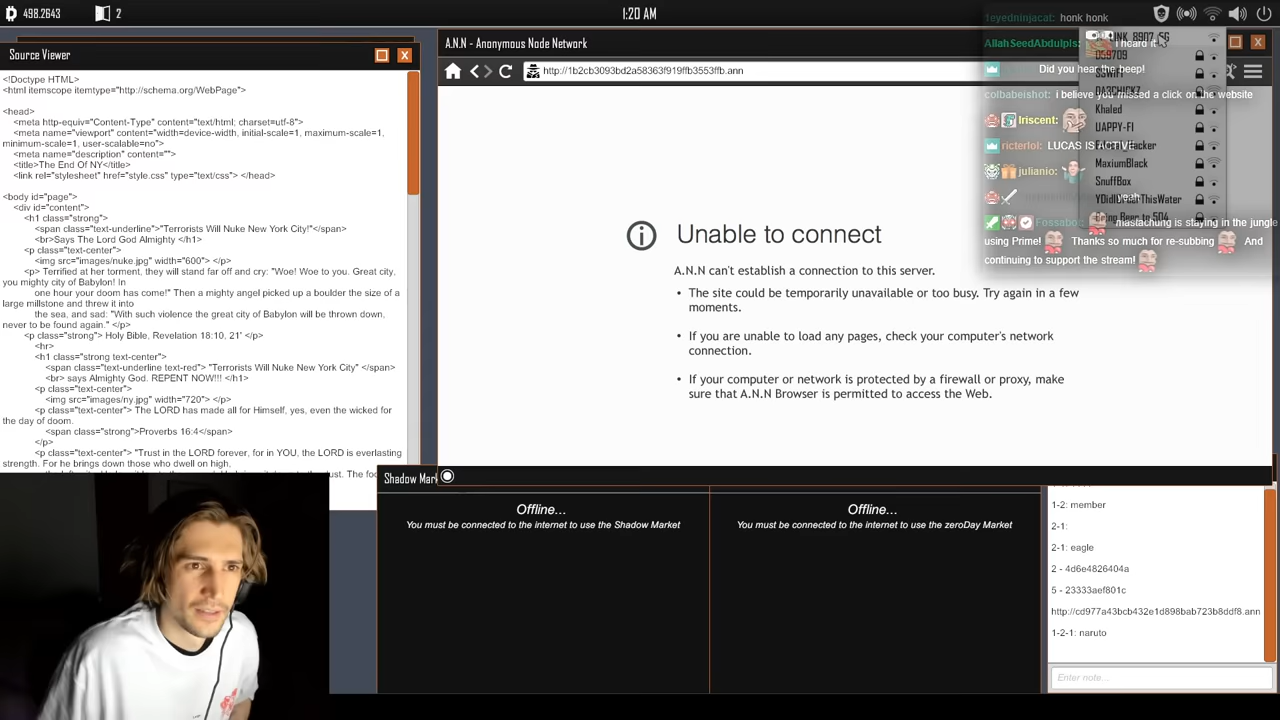 498.2643
2
1:20 AM
Source Viewer
<!Doctype HTML>
<html itemscope itemtype="http://schema.org/WebPage">
<head>
<meta http-equiv="Content-Type" content="text/html; charset=utf-8">
<meta name="viewport" content="width=device-width, initial-scale=1, maximum-scale=1,
minimum-scale=1, user-scalable=no">
<meta name="description" content="">
<title>The End Of NY</title>
<link rel="stylesheet" href="style.css" type="text/css"> </head>
<body id="page">
<div id="content">
<h1 class="strong">
<span class="text-underline">"Terrorists Will Nuke New York City!"</span>
<br>Says The Lord God Almighty </h1>
<p class="text-center">
<img src="images/nuke.jpg" width="600"> </p>
<p> Terrified at her torment, they will stand far off and cry: "Woe! Woe to you. Great city,
you mighty city of Babylon! In
one hour your doom has come!" Then a mighty angel picked up a boulder the size of a
large millstone and threw it into
the sea, and sad: "With such violence the great city of Babylon will be thrown down,
never to be found again." </p>
<p class="strong"> Holy Bible, Revelation 18:10, 21" </p>
<hr>
<h1 class="strong text-center">
<span class="text-underline text-red"> "Terrorists Will Nuke New York City" </span>
<br> says Almighty God. REPENT NOW!!! </h1>
<p class="text-center">
<img src="images/ny.jpg" width="720"> </p>
<p class="text-center"> The LORD has made all for Himself, yes, even the wicked for
the day of doom.
<span class="strong">Proverbs 16:4</span>
</p>
<p class="text-center"> "Trust in the LORD forever, for in YOU, the LORD is everlasting
strength. For he brings down those who dwell on high,
A.N.N - Anonymous Node Network
http://1b2cb3093bd2a58363f919ffb3553ffb.ann
Unable to connect
A.N.N can't establish a connection to this server.
• The site could be temporarily unavailable or too busy. Try again in a few
moments.
• If you are unable to load any pages, check your computer's network
connection.
• If your computer or network is protected by a firewall or proxy, make
sure that A.N.N Browser is permitted to access the Web.
1eyedninjacat: honk honk
AllahSeedAbdulpls: I heard it
Did you hear the beep!
colbabeishot: i believe you missed a click on the website
Iriscent:
ricterlol: LUCAS IS ACTIVE
julianio:
yeah
Fossabot: mastachung is staying in the jungle
using Prime! Thanks so much for re-subbing And
continuing to support the stream!
Khaled
UAPPY-FI
MaxiumBlack
SnuffBox
YDidIBuyThisWater
Shadow Mar
Offline...
You must be connected to the internet to use the Shadow Market
Offline...
You must be connected to the internet to use the zeroDay Market
1-2: member
2-1:
2-1: eagle
2 - 4d6e4826404a
5 - 23333aef801c
http://cd977a43bcb432e1d898bab723b8ddf8.ann
1-2-1: naruto
Enter note...